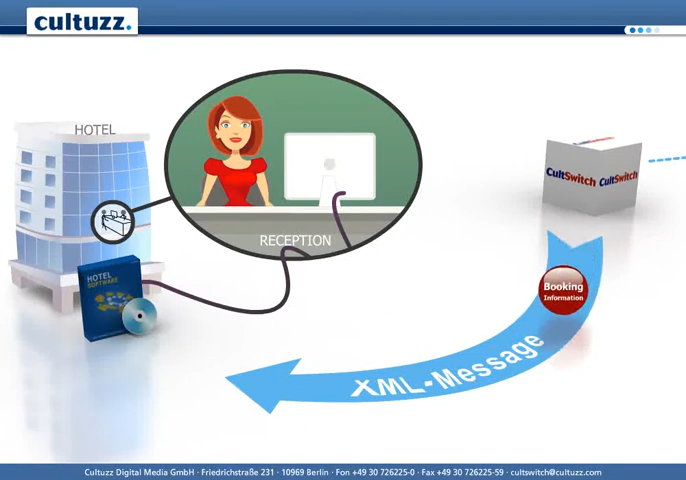 cultuzz.
HOTEL
RECEPTION
HOTEL
SOFTWARE
CultSwitch
CultSwitch
Booking
Information
XML-Message
Cultuzz Digital Media GmbH · Friedrichstraße 231 · 10969 Berlin · Fon +49 30 726225-0 · Fax +49 30 726225-59 · cultswitch@cultuzz.com